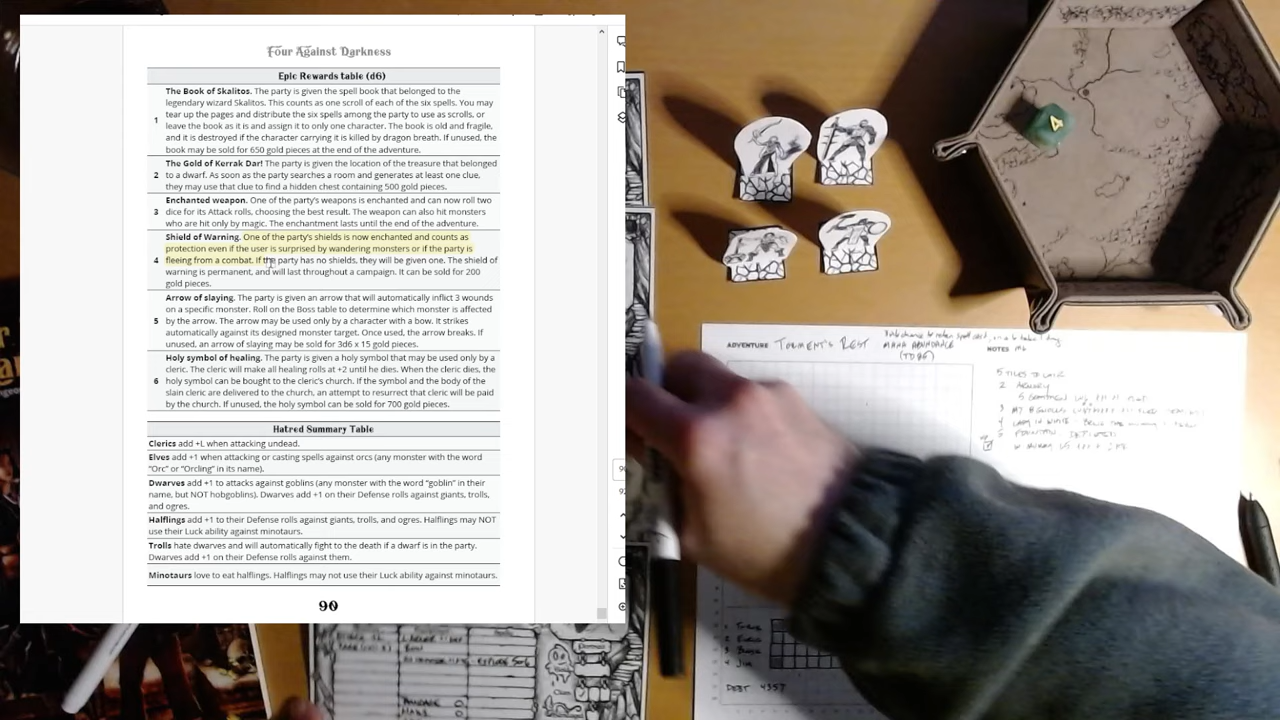 Four Against Darkness
Epic Rewards table (d6)
1
The Book of Skalitos. The party is given the spell book that belonged to the
legendary wizard Skalitos. This counts as one scroll of each of the six spells. You may
tear up the pages and distribute the six spells among the party to use as scrolls, or
leave the book as it is and assign it to only one character. The book is old and fragile,
and it is destroyed if the character carrying it is killed by dragon breath. If unused, the
book may be sold for 650 gold pieces at the end of the adventure.
2
The Gold of Kerrak Dar! The party is given the location of the treasure that belonged
to a dwarf. As soon as the party searches a room and generates at least one clue,
they may use that clue to find a hidden chest containing 500 gold pieces.
3
Enchanted weapon. One of the party's weapons is enchanted and can now roll two
dice for its Attack rolls, choosing the best result. The weapon can also hit monsters
who are hit only by magic. The enchantment lasts until the end of the adventure.
4
Shield of Warning. One of the party's shields is now enchanted and counts as
protection even if the user is surprised by wandering monsters or if the party is
fleeing from a combat. If the party has no shields, they will be given one. The shield of
warning is permanent, and will last throughout a campaign. It can be sold for 200
gold pieces.
5
Arrow of slaying. The party is given an arrow that will automatically inflict 3 wounds
on a specific monster. Roll on the Boss table to determine which monster is affected
by the arrow. The arrow may be used only by a character with a bow. It strikes
automatically against its designed monster target. Once used, the arrow breaks. If
unused, an arrow of slaying may be sold for 3d6 x 15 gold pieces.
6
Holy symbol of healing. The party is given a holy symbol that may be used only by a
cleric. The cleric will make all healing rolls at +2 until he dies. When the cleric dies, the
holy symbol can be bought to the cleric's church. If the symbol and the body of the
slain cleric are delivered to the church, an attempt to resurrect that cleric will be paid
by the church. If unused, the holy symbol can be sold for 700 gold pieces.
Hatred Summary Table
Clerics add +L when attacking undead.
Elves add +1 when attacking or casting spells against orcs (any monster with the word
"Orc" or "Orcling" in its name).
Dwarves add +1 to attacks against goblins (any monster with the word "goblin" in their
name, but NOT hobgoblins). Dwarves add +1 on their Defense rolls against giants, trolls,
and ogres.
Halflings add +1 to their Defense rolls against giants, trolls, and ogres. Halflings may NOT
use their Luck ability against minotaurs.
Trolls hate dwarves and will automatically fight to the death if a dwarf is in the party.
Dwarves add +1 on their Defense rolls against them.
Minotaurs love to eat halflings. Halflings may not use their Luck ability against minotaurs.
90
4
ADVENTURE TORMENT'S REST MANA ABUNDANCE
NOTES
5 TILES TO
2 ARMORY
3
4 LADY IN WHITE
5 FOUNTAIN
1
2
3
4 JIM
DEBT 4557
BOW